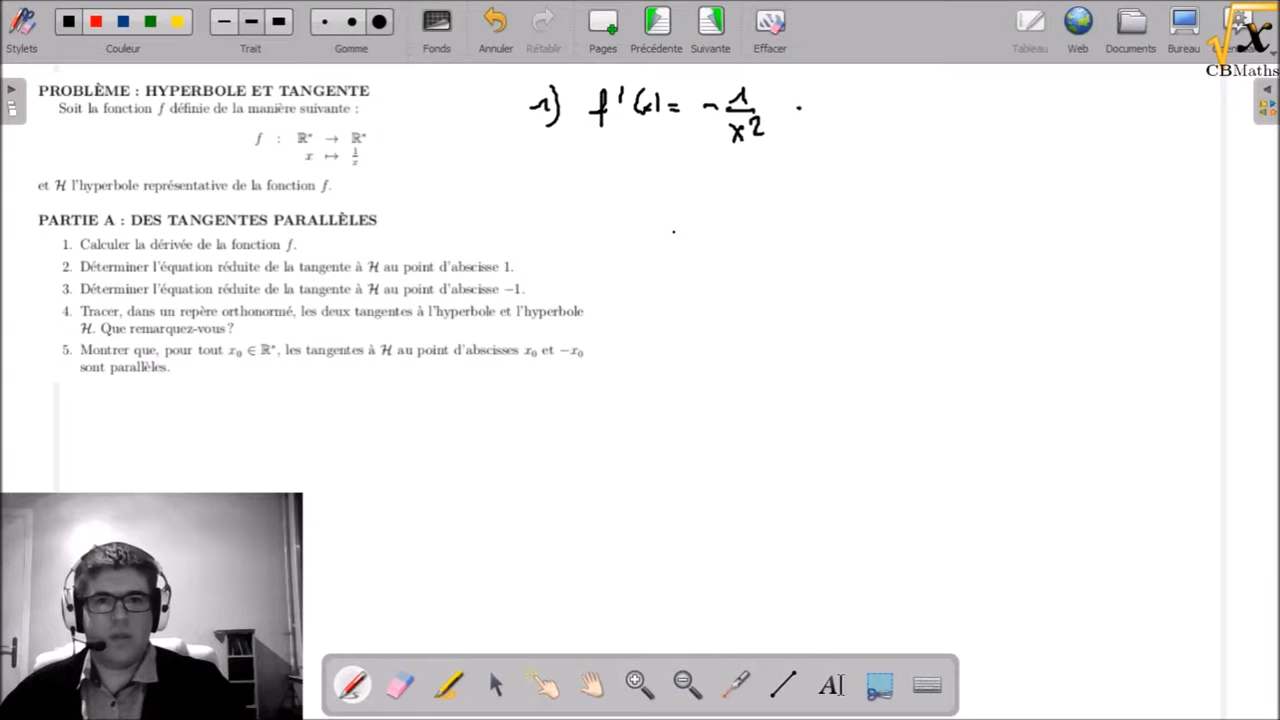 Stylets
Couleur
Trait
Gomme
Fonds
Annuler
Rétablir
Pages
Précédente
Suivante
Effacer
Tableau
Web
Documents
Bureau
CBMaths
PROBLÈME : HYPERBOLE ET TANGENTE
Soit la fonction f définie de la manière suivante :
f : ℝ* → ℝ*
x ↦ 1/x
et ℋ l'hyperbole représentative de la fonction f.
PARTIE A : DES TANGENTES PARALLÈLES
1. Calculer la dérivée de la fonction f.
2. Déterminer l'équation réduite de la tangente à ℋ au point d'abscisse 1.
3. Déterminer l'équation réduite de la tangente à ℋ au point d'abscisse −1.
4. Tracer, dans un repère orthonormé, les deux tangentes à l'hyperbole et l'hyperbole
ℋ. Que remarquez-vous ?
5. Montrer que, pour tout x₀ ∈ ℝ*, les tangentes à ℋ au point d'abscisses x₀ et −x₀
sont parallèles.
1) f'(x) = - 1/x²